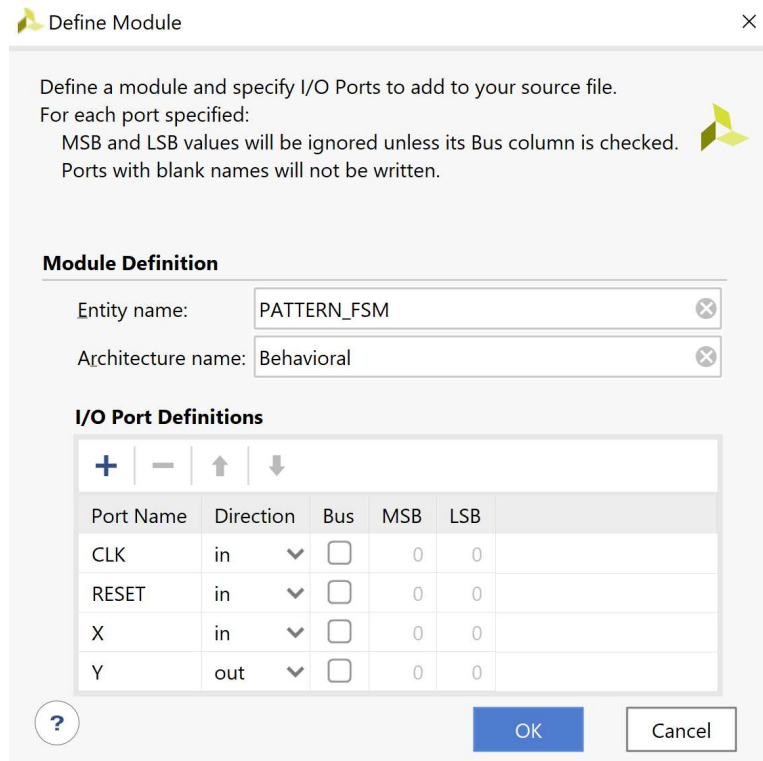 Define Module
Define a module and specify I/O Ports to add to your source file.
For each port specified:
MSB and LSB values will be ignored unless its Bus column is checked.
Ports with blank names will not be written.
Module Definition
Entity name: PATTERN_FSM
Architecture name: Behavioral
I/O Port Definitions
Port Name Direction Bus MSB LSB
CLK in 0 0
RESET in 0 0
X in 0 0
Y out 0 0
? OK Cancel